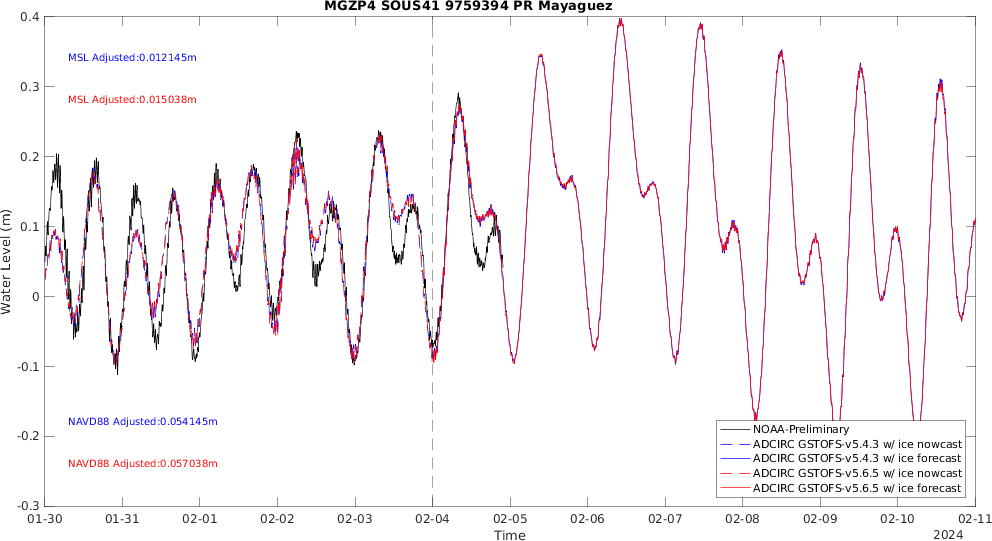 MGZP4 SOUS41 9759394 PR Mayaguez
0.4
0.3
0.2
0.1
0
-0.1
-0.2
-0.3
Water Level (m)
MSL Adjusted:0.012145m
MSL Adjusted:0.015038m
NAVD88 Adjusted:0.054145m
NAVD88 Adjusted:0.057038m
NOAA-Preliminary
ADCIRC GSTOFS-v5.4.3 w/ ice nowcast
ADCIRC GSTOFS-v5.4.3 w/ ice forecast
ADCIRC GSTOFS-v5.6.5 w/ ice nowcast
ADCIRC GSTOFS-v5.6.5 w/ ice forecast
01-30 01-31 02-01 02-02 02-03 02-04 02-05 02-06 02-07 02-08 02-09 02-10 02-11
Time
2024